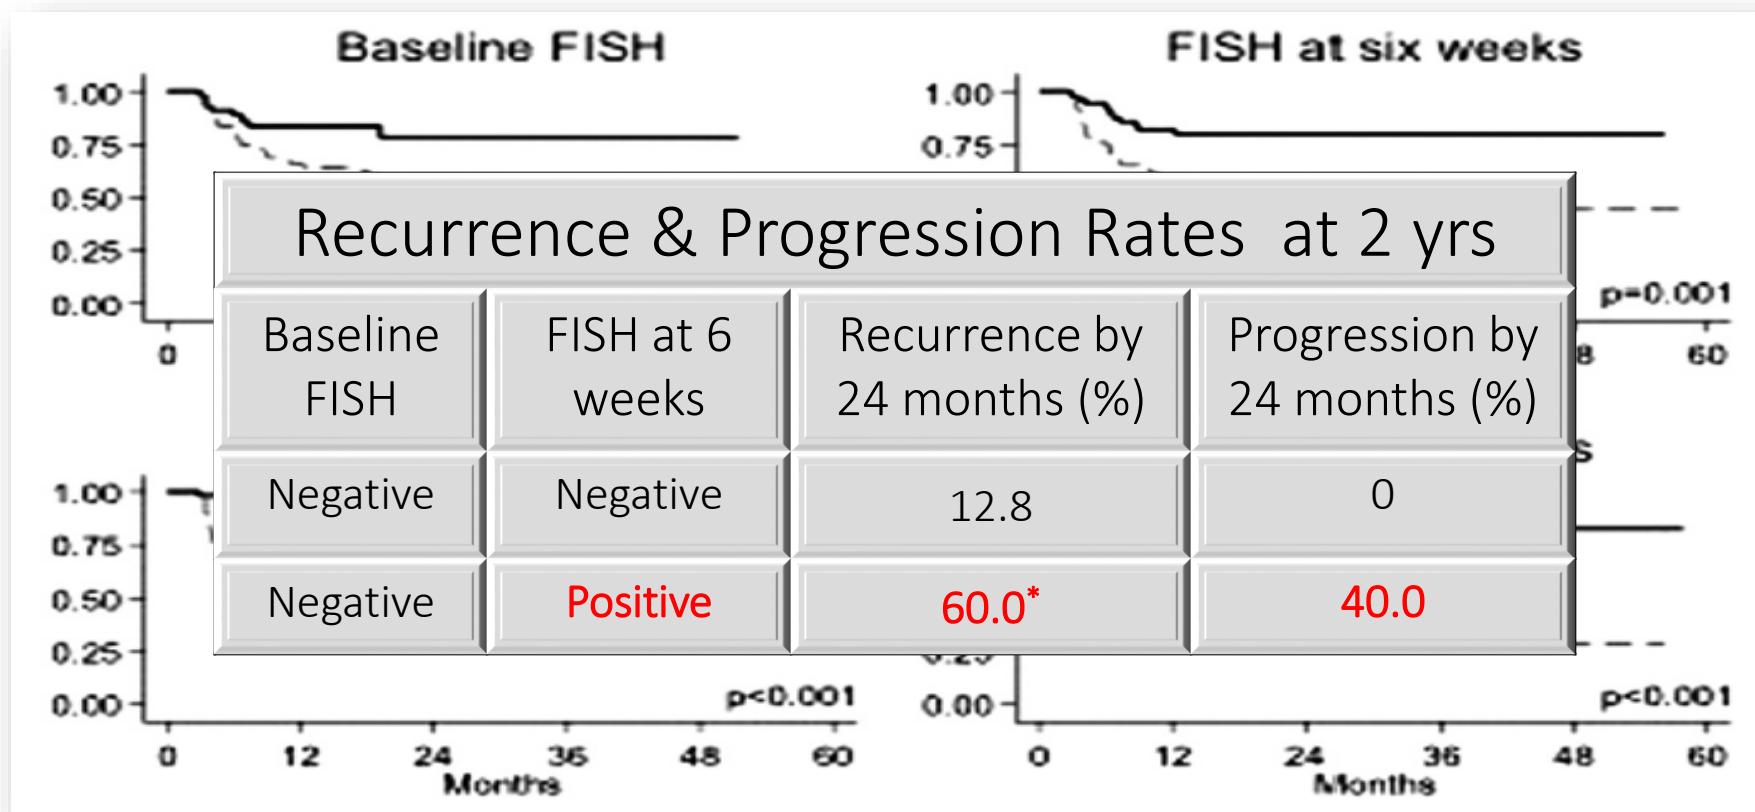 Baseline FISH
FISH at six weeks
1.00
0.75
0.50
0.25
0.00
0
1.00
0.75
p=0.001
8
60
Recurrence & Progression Rates at 2 yrs
Baseline FISH
FISH at 6 weeks
Recurrence by 24 months (%)
Progression by 24 months (%)
Negative
Negative
12.8
0
Negative
Positive
60.0*
40.0
s
1.00
0.75
0.50
0.25
0.00
p<0.001
0 12 24 36 48 60
Months
0.00
p<0.001
0 12 24 36 48 60
Months